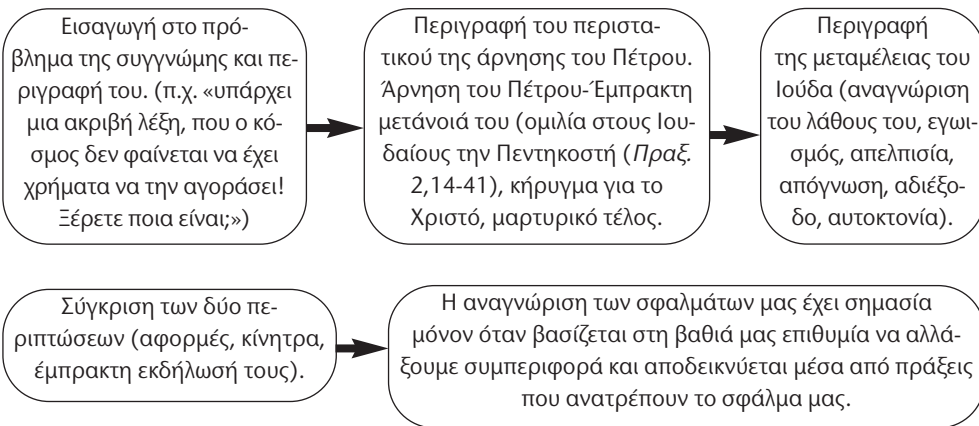 Εισαγωγή στο πρό-
βλημα της συγγνώμης και πε-
ριγραφή του. (π.χ. «υπάρχει
μια ακριβή λέξη, που ο κό-
σμος δεν φαίνεται να έχει
χρήματα να την αγοράσει!
Ξέρετε ποια είναι;»)
Περιγραφή του περιστα-
τικού της άρνησης του Πέτρου.
Άρνηση του Πέτρου-Έμπρακτη
μετάνοιά του (ομιλία στους Ιου-
δαίους την Πεντηκοστή (Πραξ.
2,14-41), κήρυγμα για το
Χριστό, μαρτυρικό τέλος.
Περιγραφή
της μεταμέλειας του
Ιούδα (αναγνώριση
του λάθους του, εγωι-
σμός, απελπισία,
απόγνωση, αδιέξο-
δο, αυτοκτονία).
Σύγκριση των δύο πε-
ριπτώσεων (αφορμές, κίνητρα,
έμπρακτη εκδήλωσή τους).
Η αναγνώριση των σφαλμάτων μας έχει σημασία
μόνον όταν βασίζεται στη βαθιά μας επιθυμία να αλλά-
ξουμε συμπεριφορά και αποδεικνύεται μέσα από πράξεις
που ανατρέπουν το σφάλμα μας.